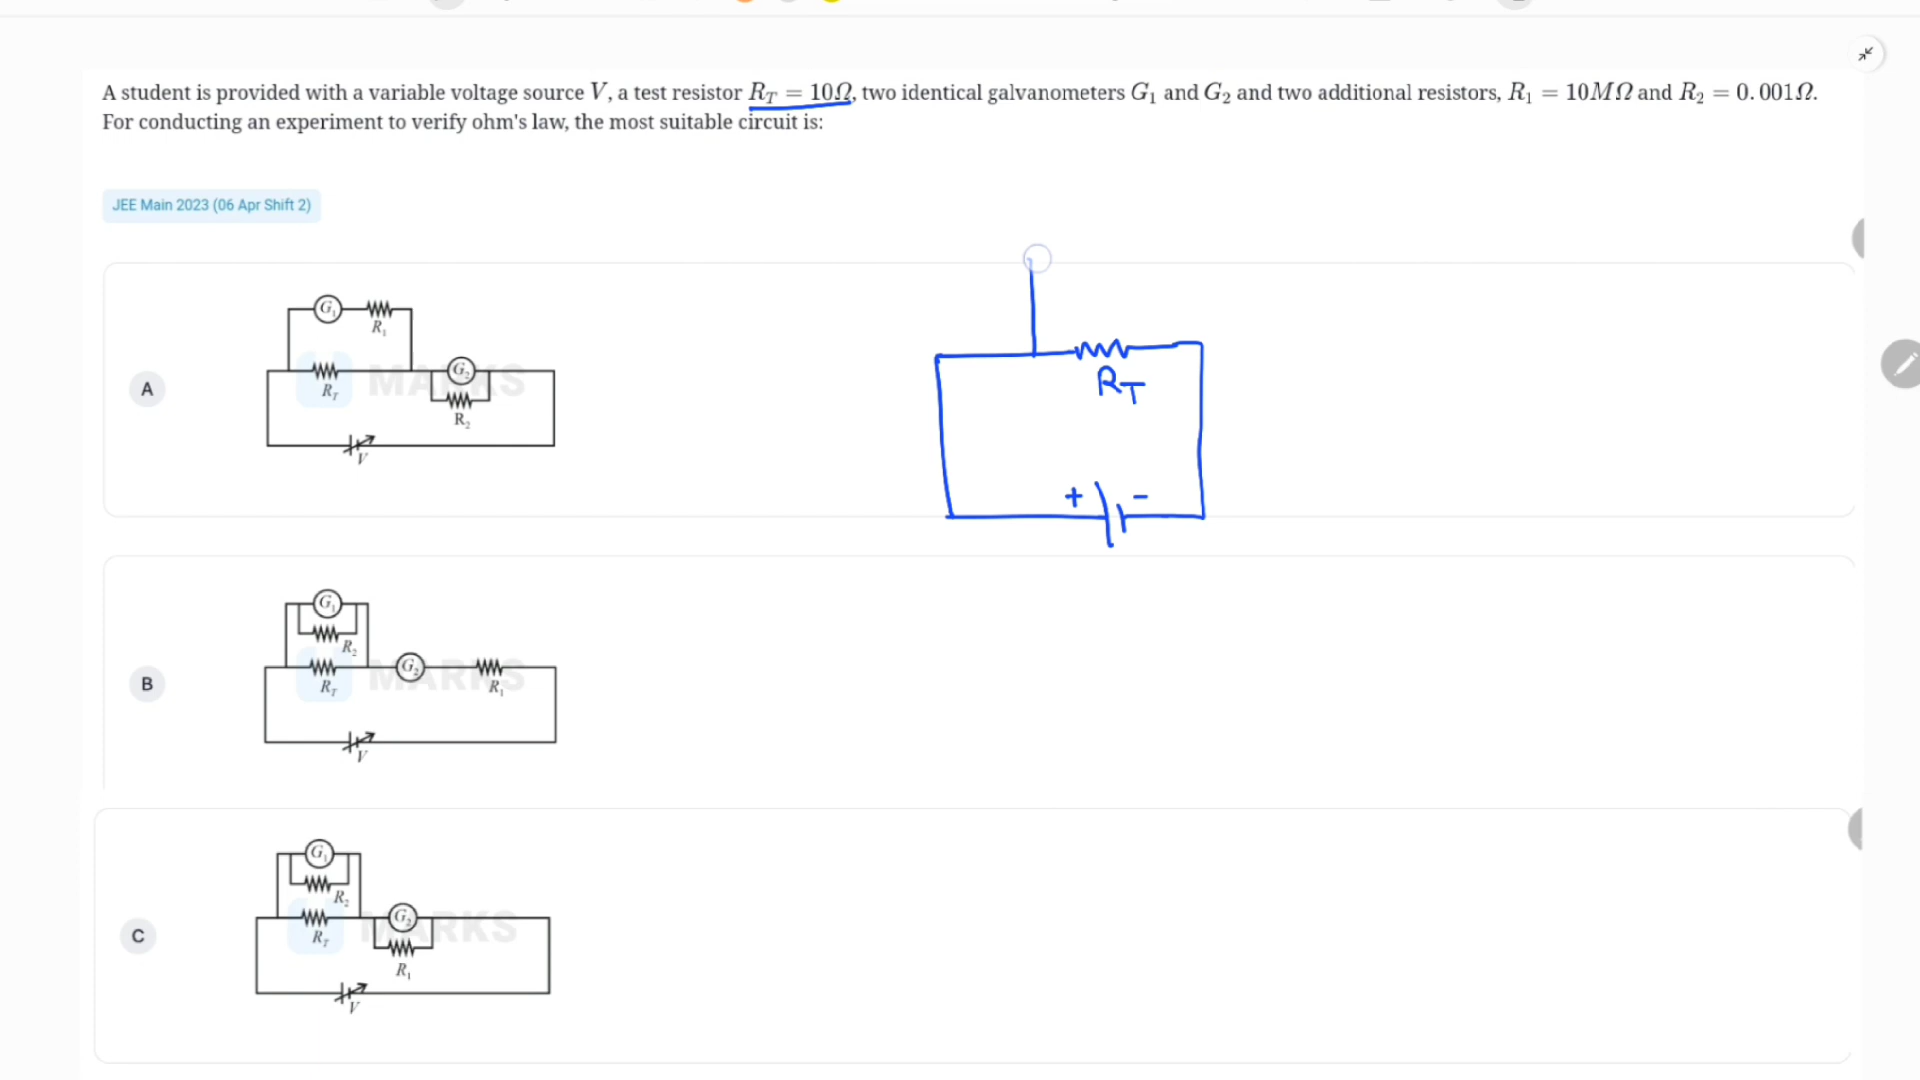 A student is provided with a variable voltage source V, a test resistor R_T = 10Ω, two identical galvanometers G₁ and G₂ and two additional resistors, R₁ = 10MΩ and R₂ = 0.001Ω.
For conducting an experiment to verify ohm's law, the most suitable circuit is:
JEE Main 2023 (06 Apr Shift 2)
A
G₁
R₁
R_T
MARKS
G₂
R₂
V
R_T
+ −
B
G₁
R₂
R_T
MARKS
G₂
R₁
V
C
G₁
R₂
R_T
MARKS
G₂
R₁
V